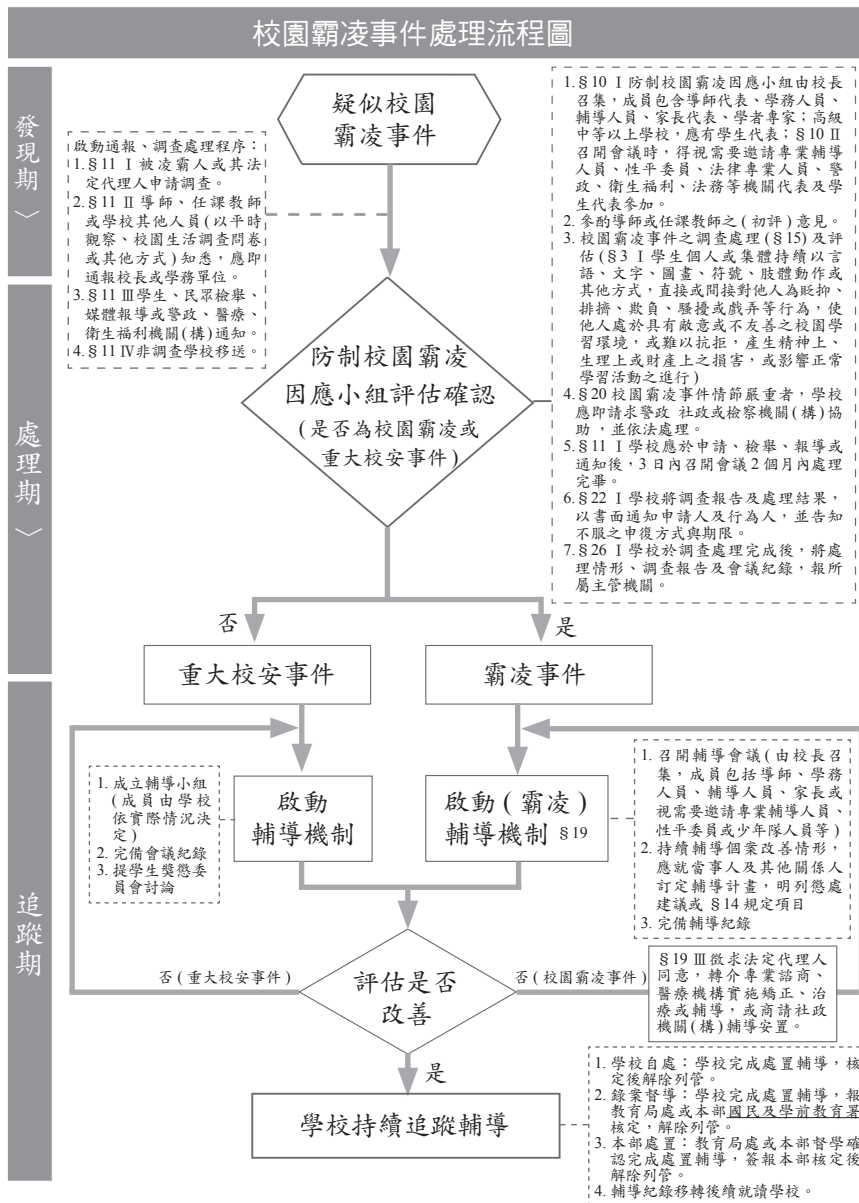 校園霸凌事件處理流程圖
發現期﹀
處理期﹀
追蹤期
疑似校園
霸凌事件
啟動通報、調查處理程序：
1.§11 Ⅰ被凌霸人或其法
定代理人申請調查。
2.§11 Ⅱ導師、任課教師
或學校其他人員(以平時
觀察、校園生活調查問卷
或其他方式)知悉，應即
通報校長或學務單位。
3.§11 Ⅲ學生、民眾檢舉、
媒體報導或警政、醫療、
衛生福利機關(構)通知。
4.§11 Ⅳ非調查學校移送。
1.§10 Ⅰ防制校園霸凌因應小組由校長
召集，成員包含導師代表、學務人員、
輔導人員、家長代表、學者專家；高級
中等以上學校，應有學生代表；§10 Ⅱ
召開會議時，得視需要邀請專業輔導
人員、性平委員、法律專業人員、警
政、衛生福利、法務等機關代表及學
生代表參加。
2. 參酌導師或任課教師之(初評)意見。
3. 校園霸凌事件之調查處理(§15)及評
估(§3 Ⅰ學生個人或集體持續以言
語、文字、圖畫、符號、肢體動作或
其他方式，直接或間接對他人為貶抑、
排擠、欺負、騷擾或戲弄等行為，使
他人處於具有敵意或不友善之校園學
習環境，或難以抗拒，產生精神上、
生理上或財產上之損害，或影響正常
學習活動之進行)
4.§20 校園霸凌事件情節嚴重者，學校
應即請求警政 社政或檢察機關(構)協
助，並依法處理。
5.§11 Ⅰ學校應於申請、檢舉、報導或
通知後，3 日內召開會議 2 個月內處理
完畢。
6.§22 Ⅰ學校將調查報告及處理結果，
以書面通知申請人及行為人，並告知
不服之申復方式與期限。
7.§26 Ⅰ學校於調查處理完成後，將處
理情形、調查報告及會議紀錄，報所
屬主管機關。
防制校園霸凌
因應小組評估確認
(是否為校園霸凌或
重大校安事件)
否
是
重大校安事件
霸凌事件
1. 成立輔導小組
(成員由學校
依實際情況決
定)
2. 完備會議紀錄
3. 提學生獎懲委
員會討論
啟動
輔導機制
啟動(霸凌)
輔導機制 §19
1. 召開輔導會議(由校長召
集，成員包括導師、學務
人員、輔導人員、家長或
視需要邀請專業輔導人員、
性平委員或少年隊人員等)
2. 持續輔導個案改善情形，
應就當事人及其他關係人
訂定輔導計畫，明列懲處
建議或 §14 規定項目
3. 完備輔導紀錄
否(重大校安事件)
評估是否
改善
否(校園霸凌事件)
§19 Ⅲ徵求法定代理人
同意，轉介專業諮商、
醫療機構實施矯正、治
療或輔導，或商請社政
機關(構)輔導安置。
是
學校持續追蹤輔導
1. 學校自處：學校完成處置輔導，核
定後解除列管。
2. 錄案督導：學校完成處置輔導，報
教育局處或本部國民及學前教育署
核定，解除列管。
3. 本部處置：教育局處或本部督學確
認完成處置輔導，簽報本部核定後
解除列管。
4. 輔導紀錄移轉後續就讀學校。